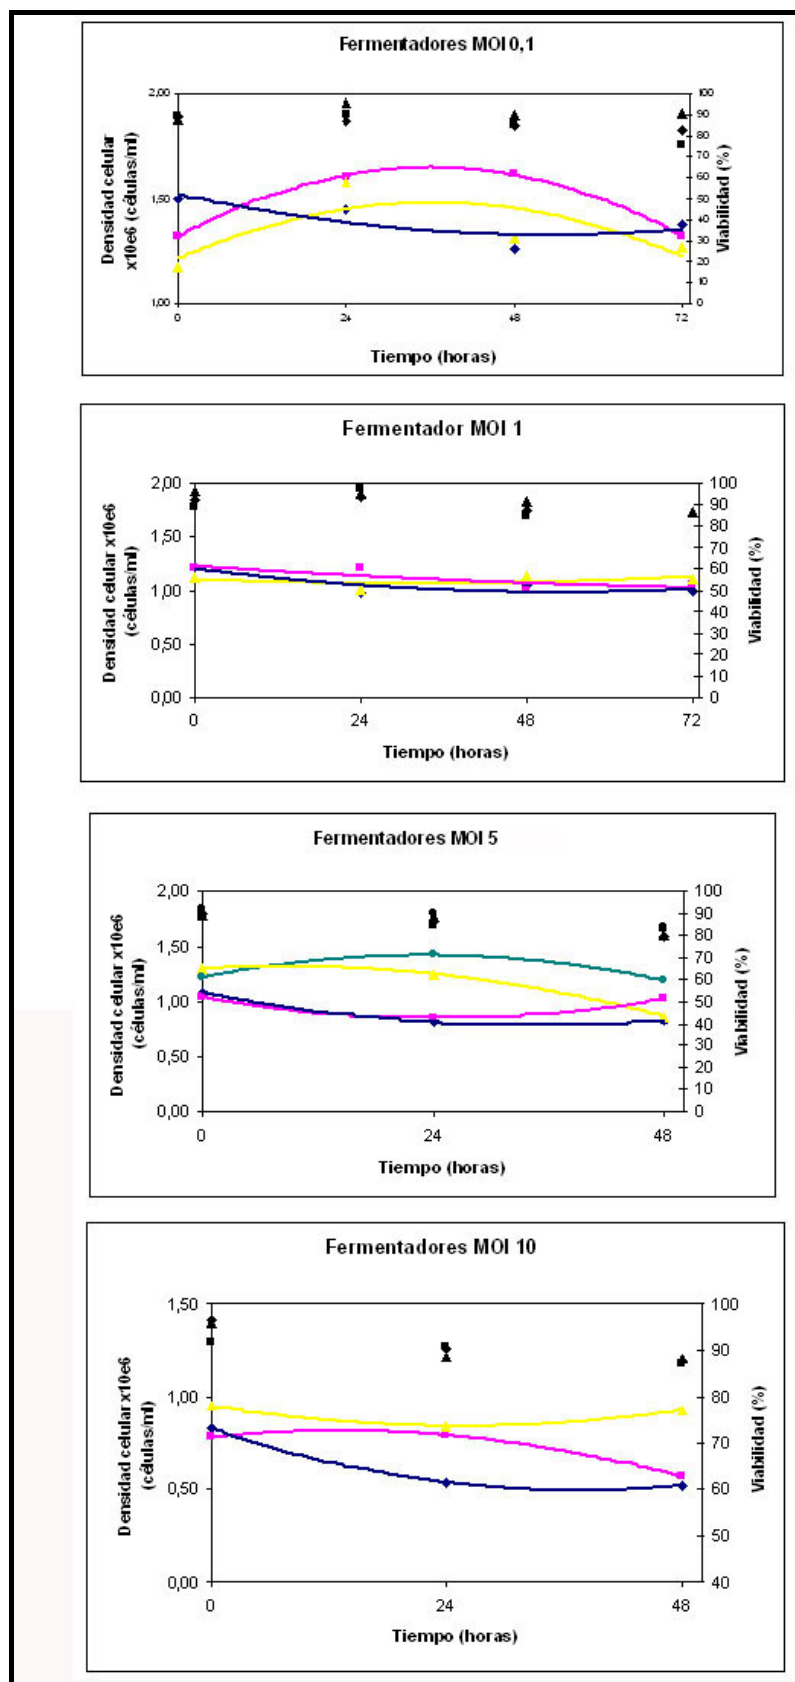 Fermentadores MOI 0,1
Densidad celular
x10e6 (células/ml)
2,00
1,50
1,00
100
90
80
70
60
50
40
30
20
10
0
Viabilidad (%)
0 24 48 72
Tiempo (horas)
Fermentador MOI 1
Densidad celular x10e6
(células/ml)
2,00
1,50
1,00
0,50
0,00
100
90
80
70
60
50
40
30
20
10
0
Viabilidad (%)
0 24 48 72
Tiempo (horas)
Fermentadores MOI 5
Densidad celular x10e6
(células/ml)
2,00
1,50
1,00
0,50
0,00
100
90
80
70
60
50
40
30
20
10
0
Viabilidad (%)
0 24 48
Tiempo (horas)
Fermentadores MOI 10
Densidad celular x10e6
(células/ml)
1,50
1,00
0,50
0,00
100
90
80
70
60
50
40
Viabilidad (%)
0 24 48
Tiempo (horas)